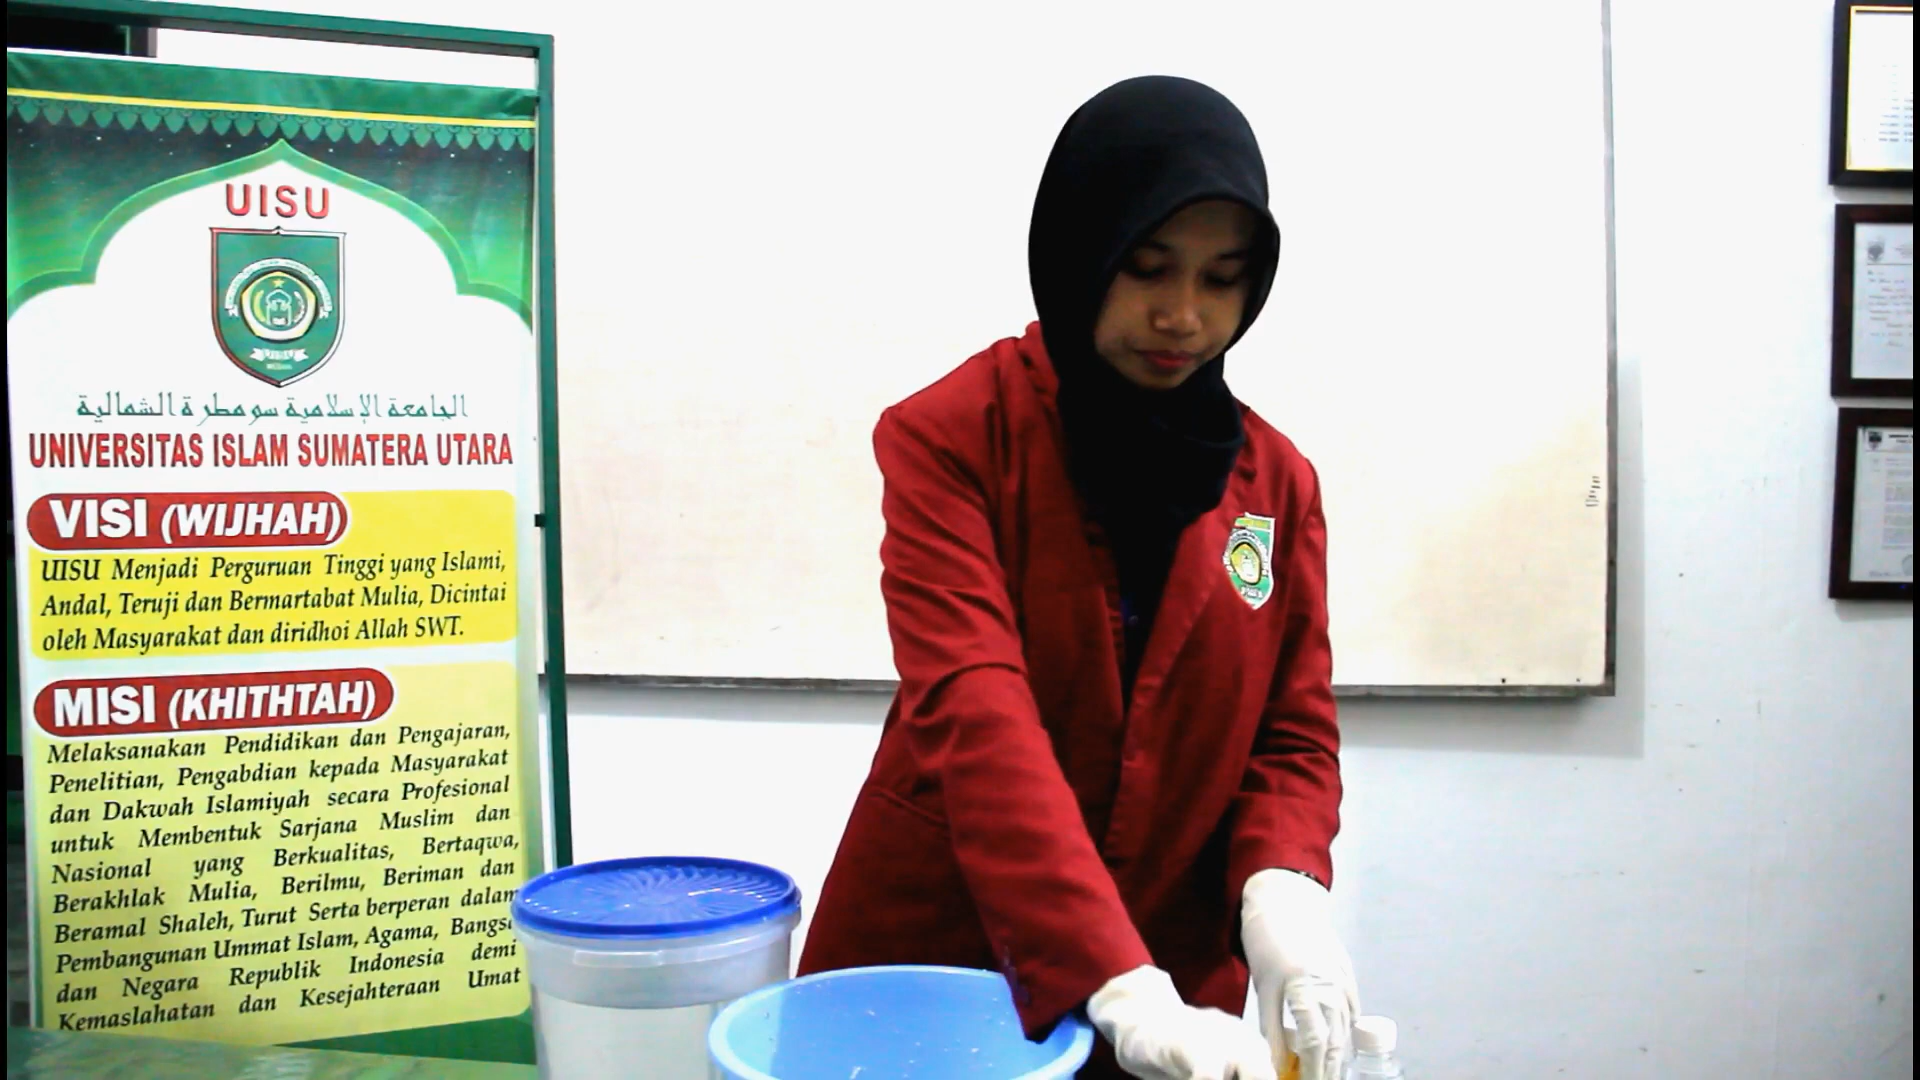 UISU
UISU
الجامعة الإسلامية سومطرة الشمالية
UNIVERSITAS ISLAM SUMATERA UTARA
VISI (WIJHAH)
UISU Menjadi Perguruan Tinggi yang Islami,
Andal, Teruji dan Bermartabat Mulia, Dicintai
oleh Masyarakat dan diridhoi Allah SWT.
MISI (KHITHTAH)
Melaksanakan Pendidikan dan Pengajaran,
Penelitian, Pengabdian kepada Masyarakat
dan Dakwah Islamiyah secara Profesional
untuk Membentuk Sarjana Muslim dan
Nasional yang Berkualitas, Bertaqwa,
Berakhlak Mulia, Berilmu, Beriman dan
Beramal Shaleh, Turut Serta berperan dalam
Pembangunan Ummat Islam, Agama, Bangsa
dan Negara Republik Indonesia demi
Kemaslahatan dan Kesejahteraan Umat